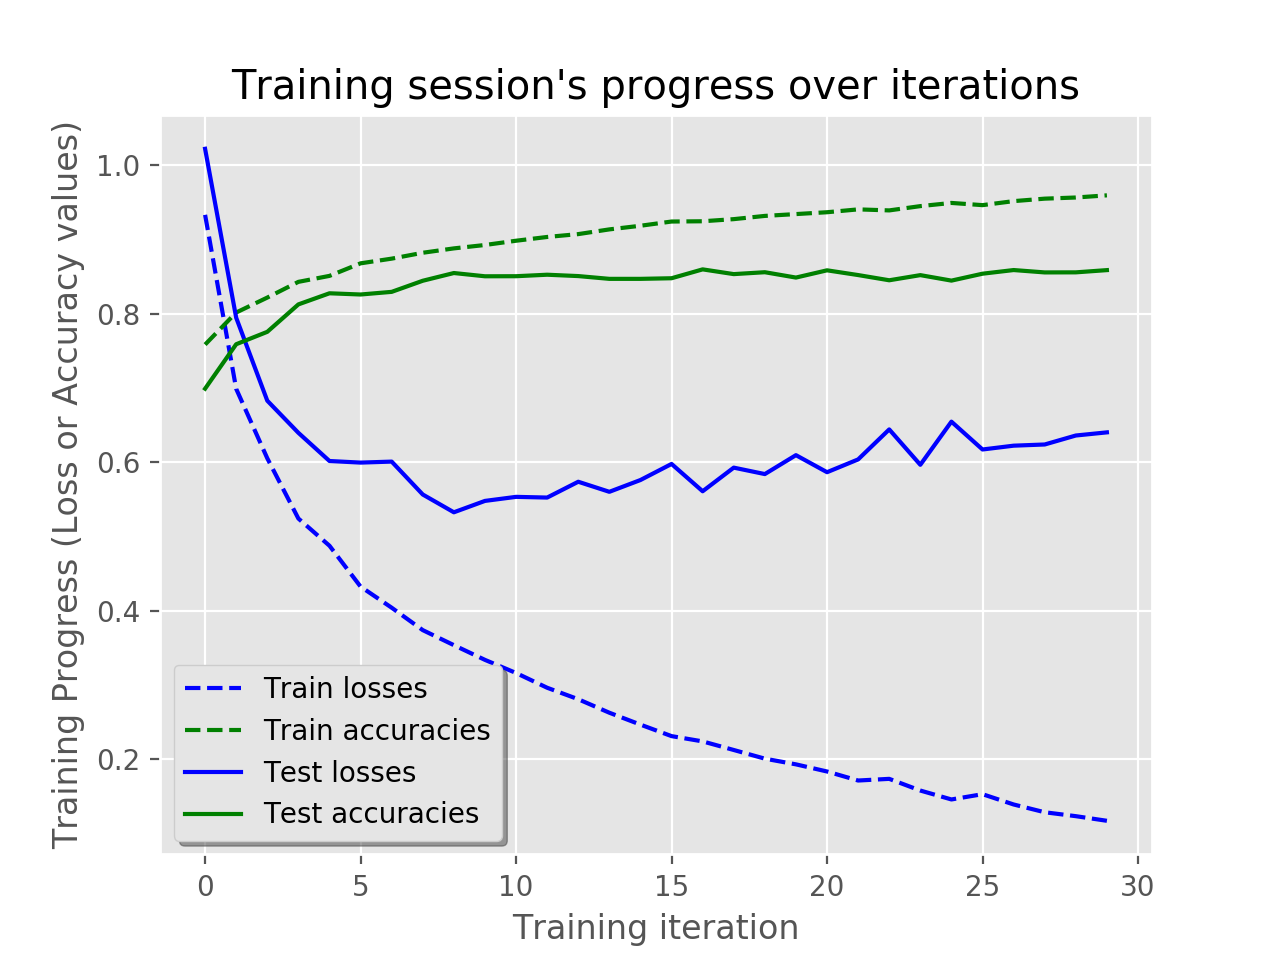 Training session's progress over iterations
Training Progress (Loss or Accuracy values)
1.0
0.8
0.6
0.4
0.2
Train losses
Train accuracies
Test losses
Test accuracies
0 5 10 15 20 25 30
Training iteration